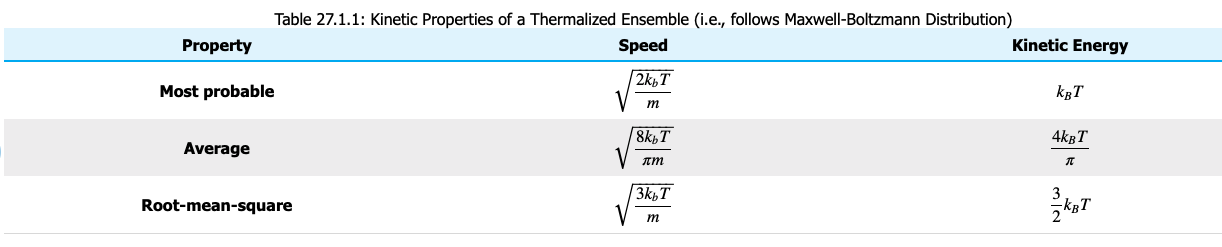 Table 27.1.1: Kinetic Properties of a Thermalized Ensemble (i.e., follows Maxwell-Boltzmann Distribution)
Property Speed Kinetic Energy
Most probable √(2k_bT/m) k_BT
Average √(8k_bT/πm) 4k_BT/π
Root-mean-square √(3k_bT/m) 3/2 k_BT